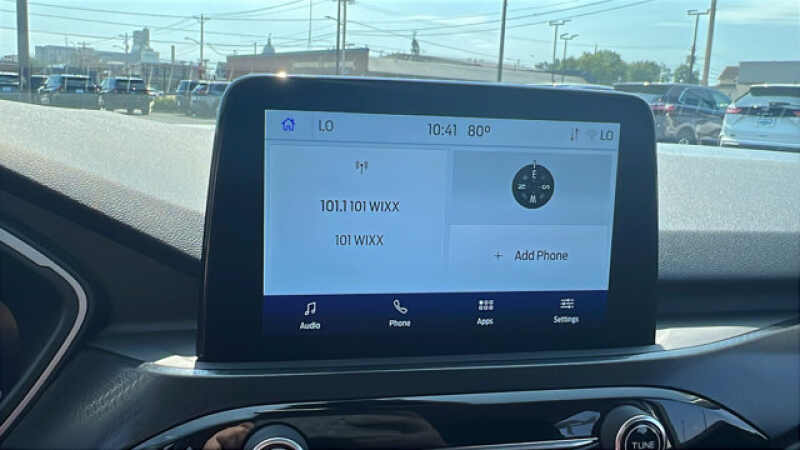 LO 10:41 80° LO
101.1 101 WIXX
101 WIXX
E
N S
W
+ Add Phone
Audio Phone Apps Settings
TUNE